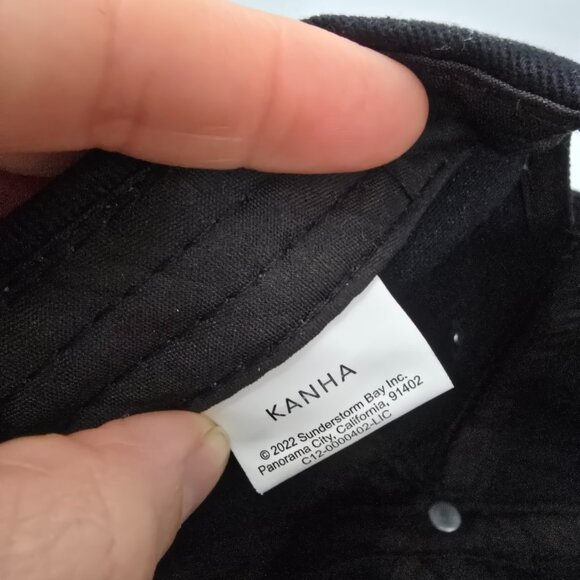 KANHA
© 2022 Sunderstorm Bay Inc.
Panorama City, California, 91402
C12-0000402-LIC